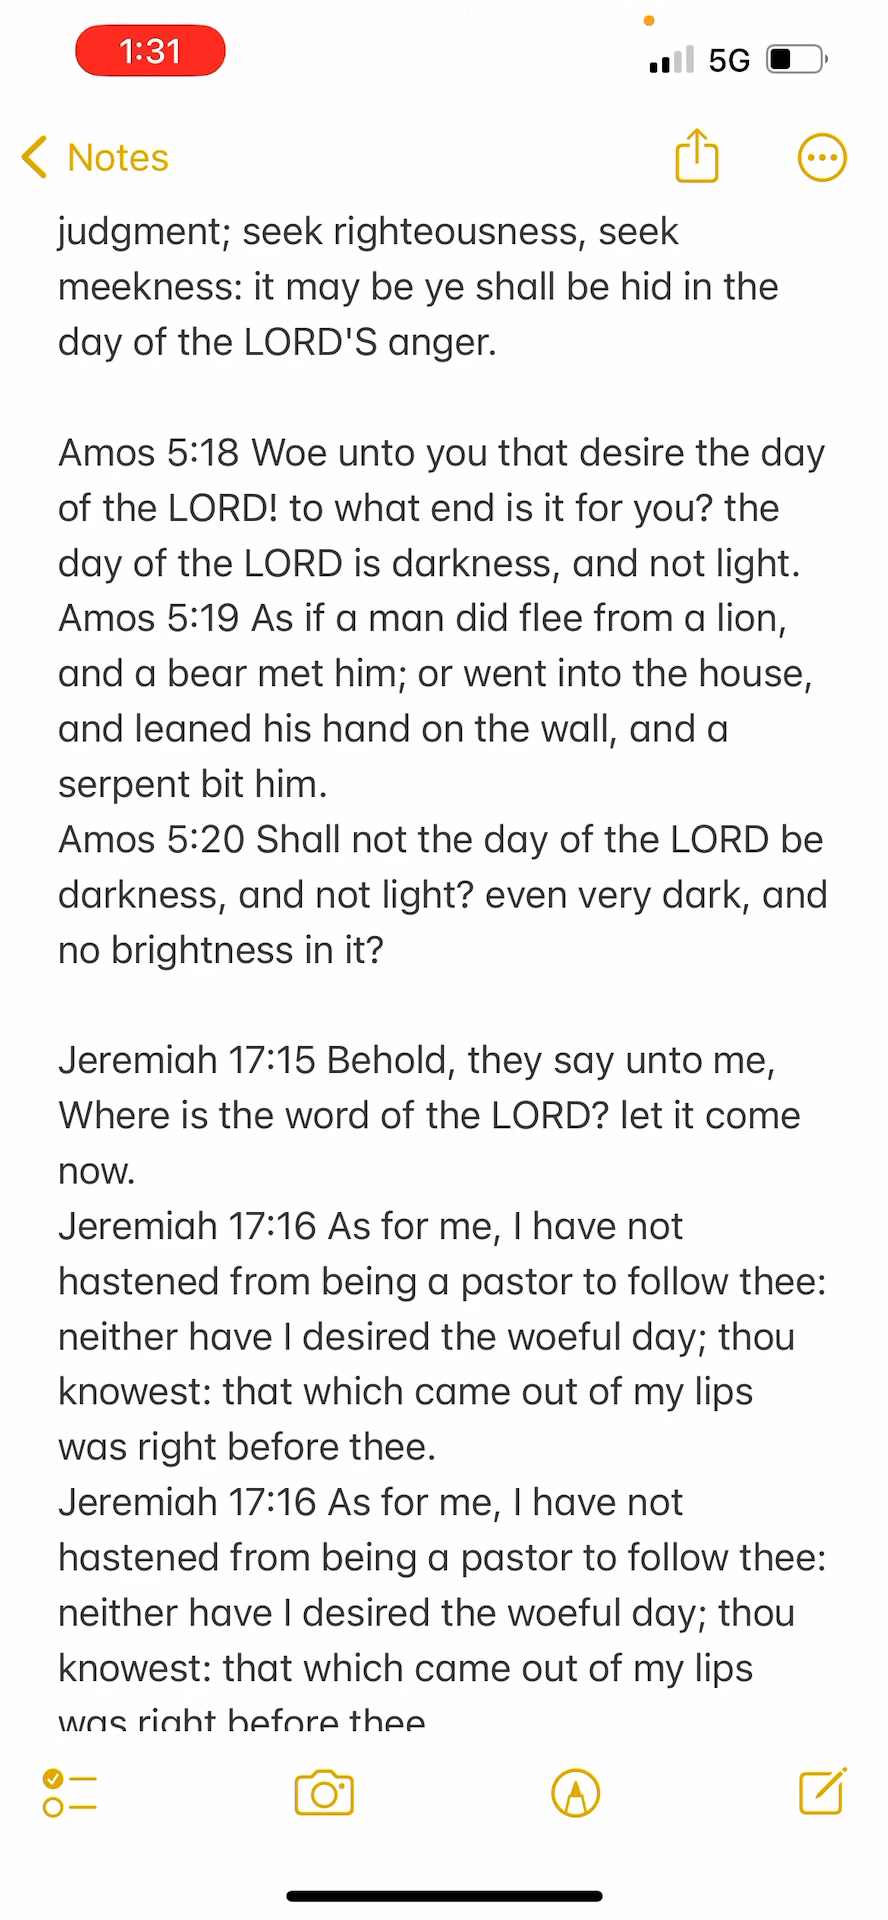 1:31
5G
Notes
judgment; seek righteousness, seek
meekness: it may be ye shall be hid in the
day of the LORD'S anger.
Amos 5:18 Woe unto you that desire the day
of the LORD! to what end is it for you? the
day of the LORD is darkness, and not light.
Amos 5:19 As if a man did flee from a lion,
and a bear met him; or went into the house,
and leaned his hand on the wall, and a
serpent bit him.
Amos 5:20 Shall not the day of the LORD be
darkness, and not light? even very dark, and
no brightness in it?
Jeremiah 17:15 Behold, they say unto me,
Where is the word of the LORD? let it come
now.
Jeremiah 17:16 As for me, I have not
hastened from being a pastor to follow thee:
neither have I desired the woeful day; thou
knowest: that which came out of my lips
was right before thee.
Jeremiah 17:16 As for me, I have not
hastened from being a pastor to follow thee:
neither have I desired the woeful day; thou
knowest: that which came out of my lips
was right before thee